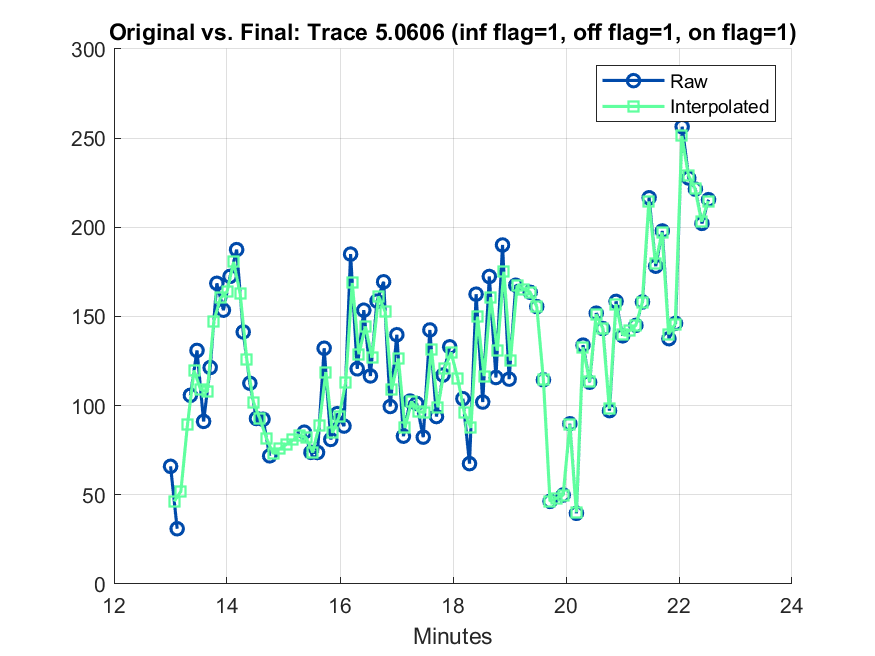 Original vs. Final: Trace 5.0606 (inf flag=1, off flag=1, on flag=1)
300
250
200
150
100
50
0
Raw
Interpolated
12 14 16 18 20 22 24
Minutes